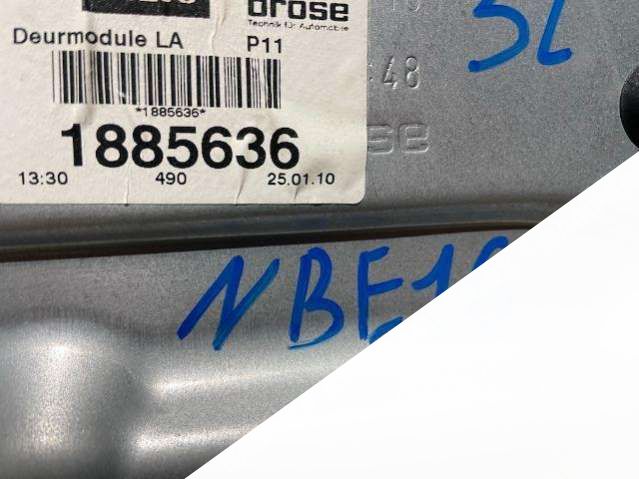 brose
Technik für Automobile
Deurmodule LA P11
*1885636*
1885636
13:30 490 25.01.10
48
SL
NBE1